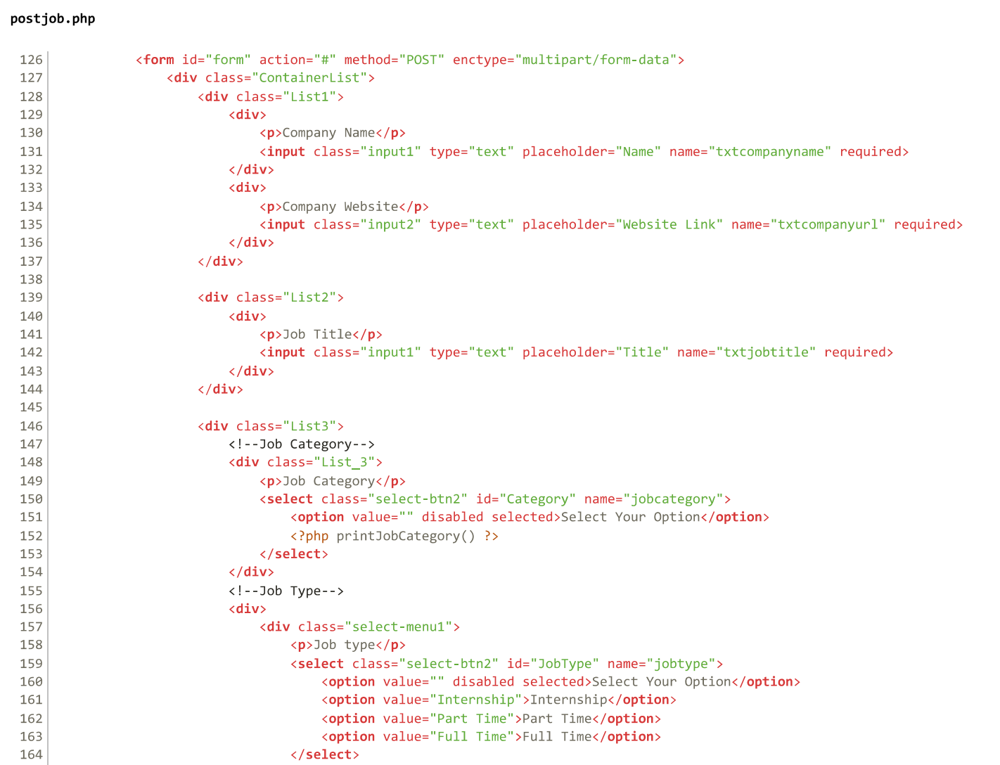 postjob.php
126 <form id="form" action="#" method="POST" enctype="multipart/form-data">
127 <div class="ContainerList">
128 <div class="List1">
129 <div>
130 <p>Company Name</p>
131 <input class="input1" type="text" placeholder="Name" name="txtcompanyname" required>
132 </div>
133 <div>
134 <p>Company Website</p>
135 <input class="input2" type="text" placeholder="Website Link" name="txtcompanyurl" required>
136 </div>
137 </div>
138
139 <div class="List2">
140 <div>
141 <p>Job Title</p>
142 <input class="input1" type="text" placeholder="Title" name="txtjobtitle" required>
143 </div>
144 </div>
145
146 <div class="List3">
147 <!--Job Category-->
148 <div class="List_3">
149 <p>Job Category</p>
150 <select class="select-btn2" id="Category" name="jobcategory">
151 <option value="" disabled selected>Select Your Option</option>
152 <?php printJobCategory() ?>
153 </select>
154 </div>
155 <!--Job Type-->
156 <div>
157 <div class="select-menu1">
158 <p>Job type</p>
159 <select class="select-btn2" id="JobType" name="jobtype">
160 <option value="" disabled selected>Select Your Option</option>
161 <option value="Internship">Internship</option>
162 <option value="Part Time">Part Time</option>
163 <option value="Full Time">Full Time</option>
164 </select>